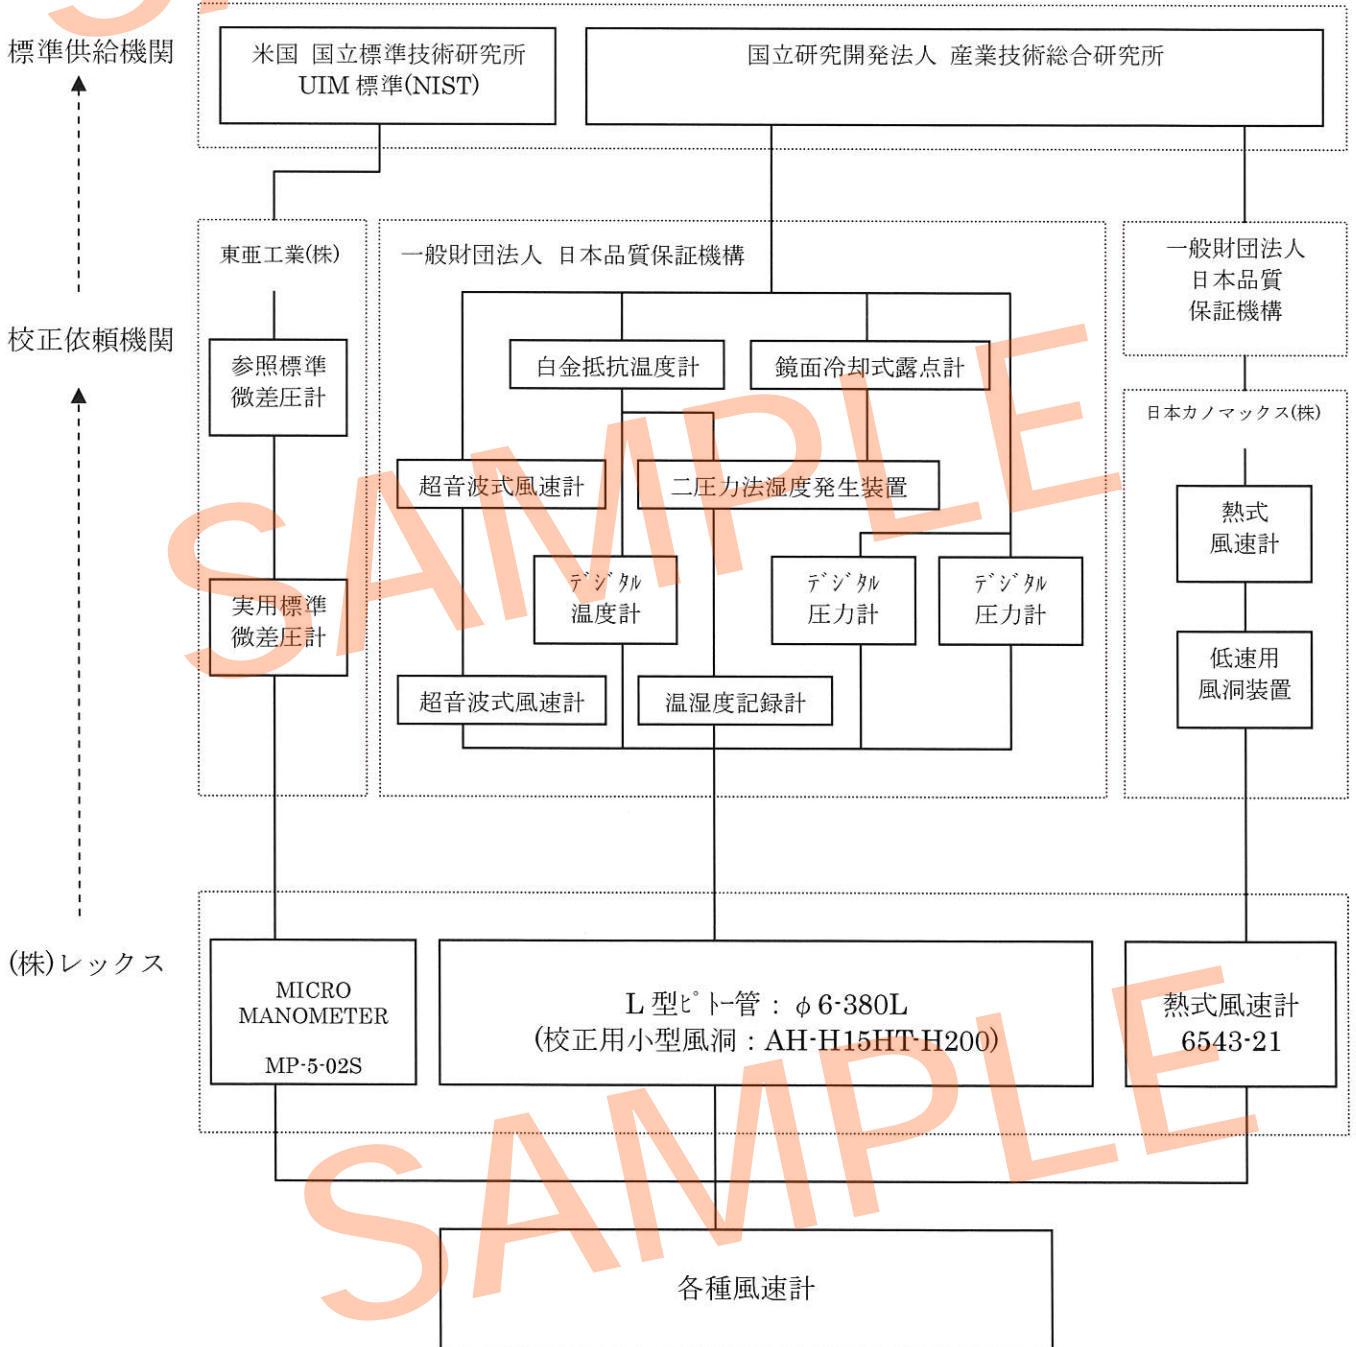 標準供給機関
米国 国立標準技術研究所
UIM 標準(NIST)
国立研究開発法人 産業技術総合研究所
校正依頼機関
東亜工業(株)
参照標準
微差圧計
実用標準
微差圧計
一般財団法人 日本品質保証機構
白金抵抗温度計
鏡面冷却式露点計
超音波式風速計
二圧力法湿度発生装置
ﾃﾞｼﾞﾀﾙ
温度計
ﾃﾞｼﾞﾀﾙ
圧力計
ﾃﾞｼﾞﾀﾙ
圧力計
超音波式風速計
温湿度記録計
一般財団法人
日本品質
保証機構
日本カノマックス(株)
熱式
風速計
低速用
風洞装置
(株)レックス
MICRO
MANOMETER
MP-5-02S
L 型ﾋﾟﾄｰ管：φ6-380L
(校正用小型風洞：AH-H15HT-H200)
熱式風速計
6543-21
各種風速計
SAMPLE
SAMPLE